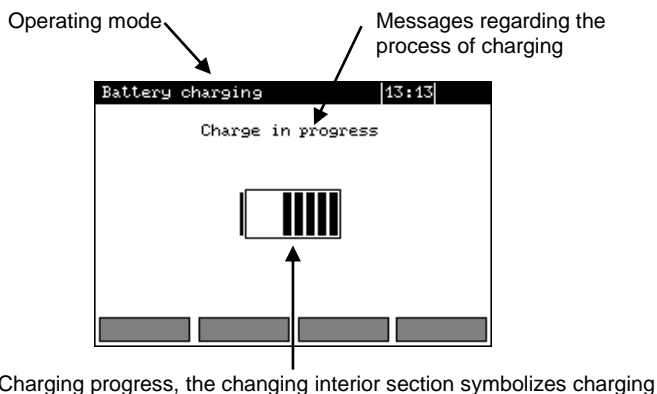 Operating mode
Messages regarding the
process of charging
Battery charging 13:13
Charge in progress
Charging progress, the changing interior section symbolizes charging